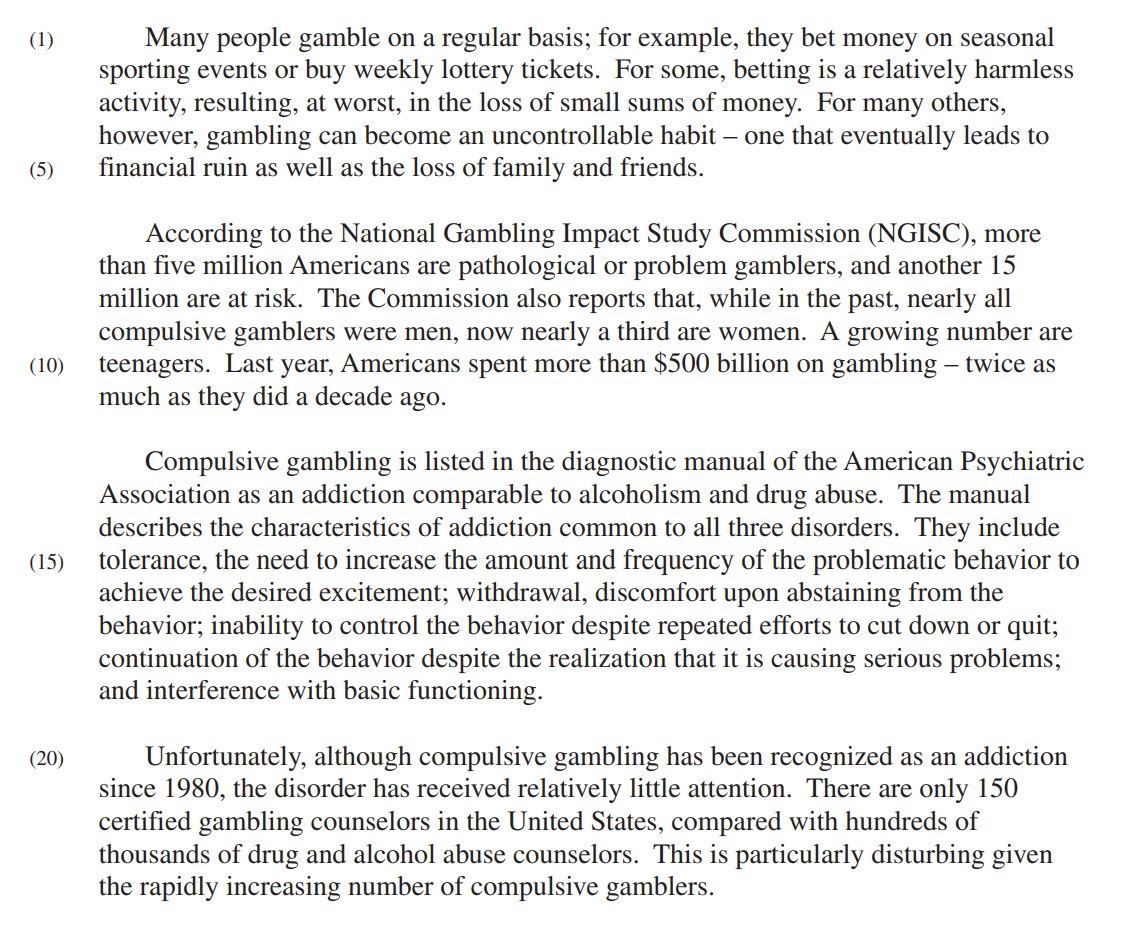 (1) Many people gamble on a regular basis; for example, they bet money on seasonal
sporting events or buy weekly lottery tickets. For some, betting is a relatively harmless
activity, resulting, at worst, in the loss of small sums of money. For many others,
however, gambling can become an uncontrollable habit – one that eventually leads to
(5) financial ruin as well as the loss of family and friends.
According to the National Gambling Impact Study Commission (NGISC), more
than five million Americans are pathological or problem gamblers, and another 15
million are at risk. The Commission also reports that, while in the past, nearly all
compulsive gamblers were men, now nearly a third are women. A growing number are
(10) teenagers. Last year, Americans spent more than $500 billion on gambling – twice as
much as they did a decade ago.
Compulsive gambling is listed in the diagnostic manual of the American Psychiatric
Association as an addiction comparable to alcoholism and drug abuse. The manual
describes the characteristics of addiction common to all three disorders. They include
(15) tolerance, the need to increase the amount and frequency of the problematic behavior to
achieve the desired excitement; withdrawal, discomfort upon abstaining from the
behavior; inability to control the behavior despite repeated efforts to cut down or quit;
continuation of the behavior despite the realization that it is causing serious problems;
and interference with basic functioning.
(20) Unfortunately, although compulsive gambling has been recognized as an addiction
since 1980, the disorder has received relatively little attention. There are only 150
certified gambling counselors in the United States, compared with hundreds of
thousands of drug and alcohol abuse counselors. This is particularly disturbing given
the rapidly increasing number of compulsive gamblers.